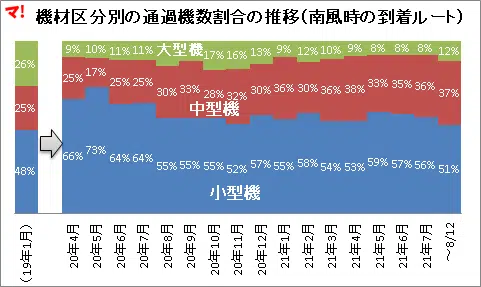 マ！ 機材区分別の通過機数割合の推移（南風時の到着ルート）
26% 9% 10% 11% 11% 大型機 17% 16% 13% 9% 12% 10% 9% 8% 8% 8% 12%
25% 25% 17% 25% 25% 30% 33% 28% 32% 30% 36% 30% 36% 38% 33% 35% 36% 37%
中型機
48% 66% 73% 64% 64% 55% 55% 55% 52% 57% 55% 58% 54% 53% 59% 57% 56% 51%
小型機
（19年1月） 20年4月 20年5月 20年6月 20年7月 20年8月 20年9月 20年10月 20年11月 20年12月 21年1月 21年2月 21年3月 21年4月 21年5月 21年6月 21年7月 ～8/12